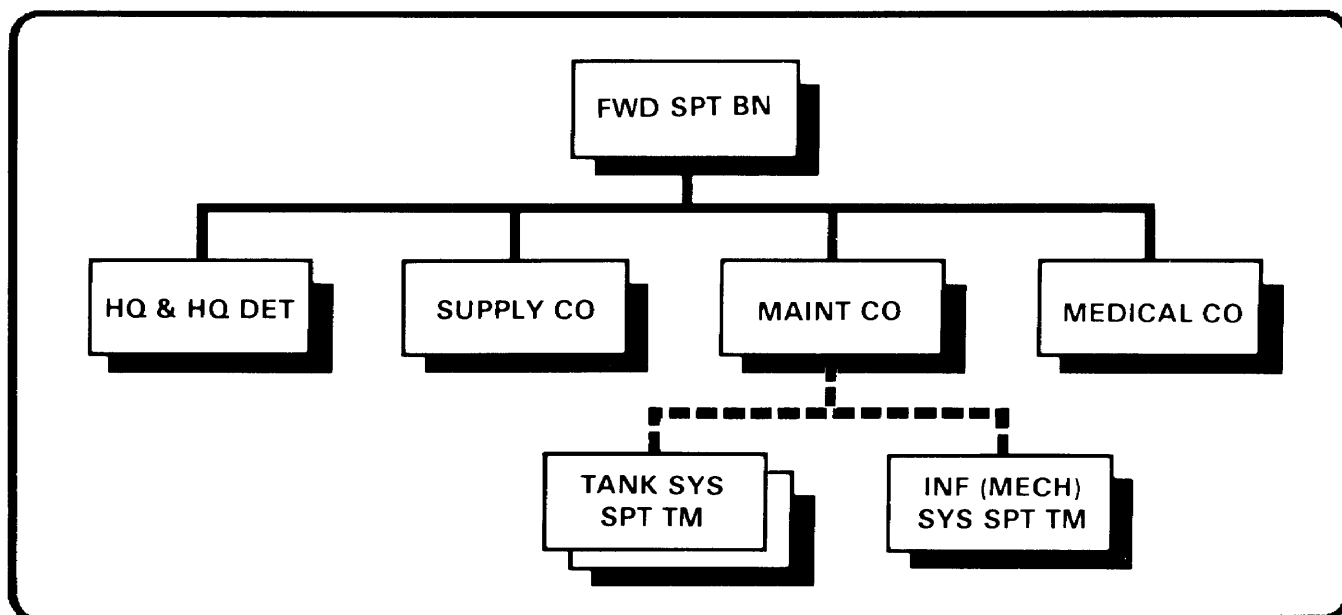 FWD SPT BN
HQ & HQ DET
SUPPLY CO
MAINT CO
MEDICAL CO
TANK SYS
SPT TM
INF (MECH)
SYS SPT TM